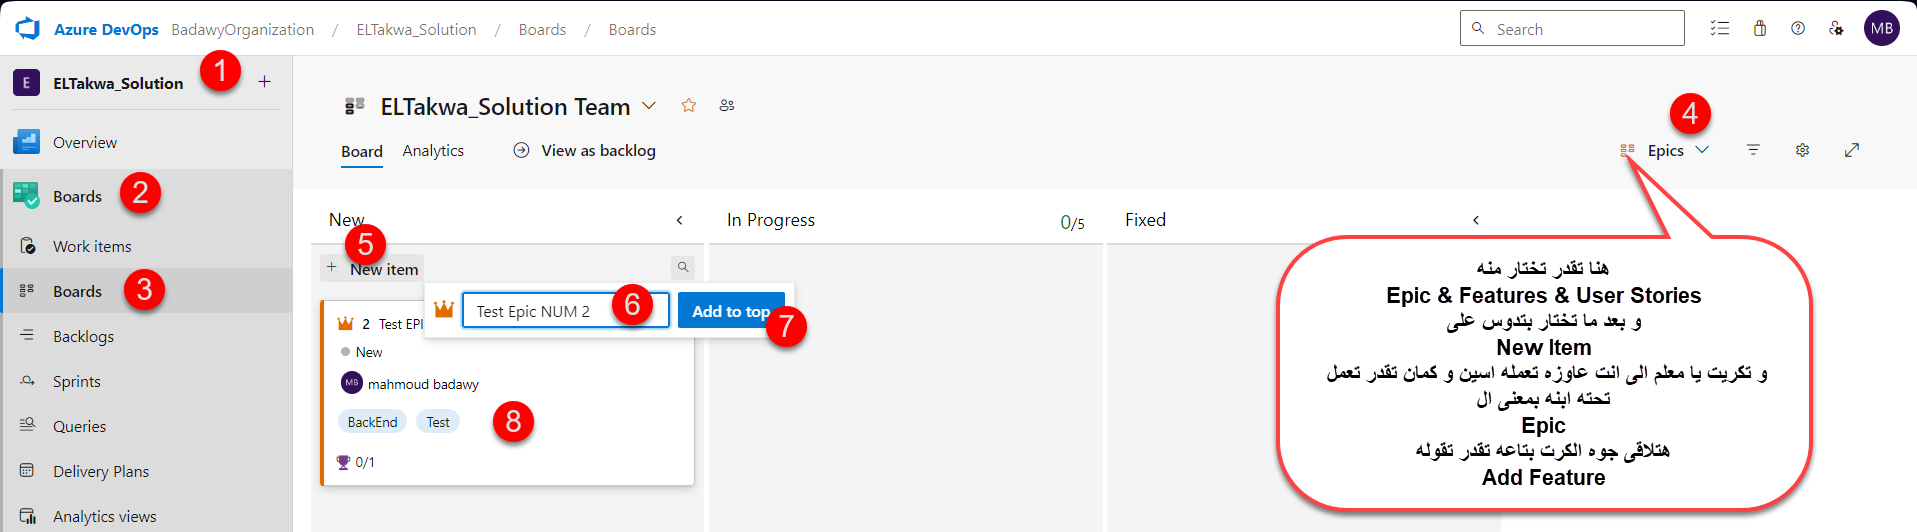 Azure DevOps BadawyOrganization / ELTakwa_Solution / Boards / Boards
Search
MB
E ELTakwa_Solution 1 +
Overview
Boards 2
Work items
Boards 3
Backlogs
Sprints
Queries
Delivery Plans
Analytics views
ELTakwa_Solution Team
Board Analytics View as backlog
4
Epics
New
In Progress 0/5
Fixed
5
+ New item
Test Epic NUM 2 6 Add to top 7
2 Test EPI
New
MB mahmoud badawy
BackEnd Test 8
0/1
هنا تقدر تختار منه
Epic & Features & User Stories
و بعد ما تختار بتدوس على
New Item
و تكريت يا معلم الى انت عاوزه تعمله اسين و كمان تقدر تعمل
تحته ابنه بمعنى ال
Epic
هتلاقى جوه الكرت بتاعه تقدر تقوله
Add Feature